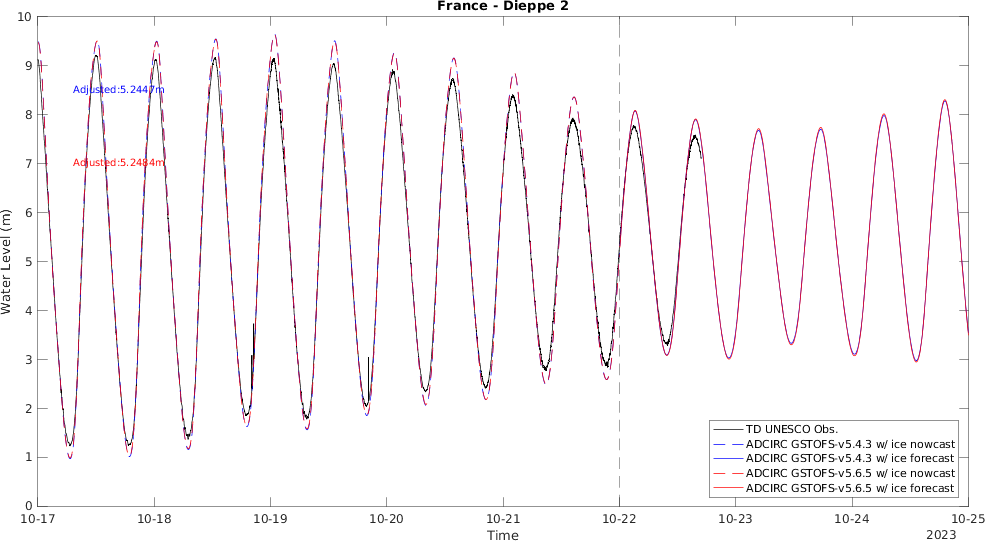 France - Dieppe 2
10
9
8
7
6
5
4
3
2
1
0
Water Level (m)
Adjusted:5.2447m
Adjusted:5.2484m
TD UNESCO Obs.
ADCIRC GSTOFS-v5.4.3 w/ ice nowcast
ADCIRC GSTOFS-v5.4.3 w/ ice forecast
ADCIRC GSTOFS-v5.6.5 w/ ice nowcast
ADCIRC GSTOFS-v5.6.5 w/ ice forecast
10-17 10-18 10-19 10-20 10-21 10-22 10-23 10-24 10-25
Time
2023